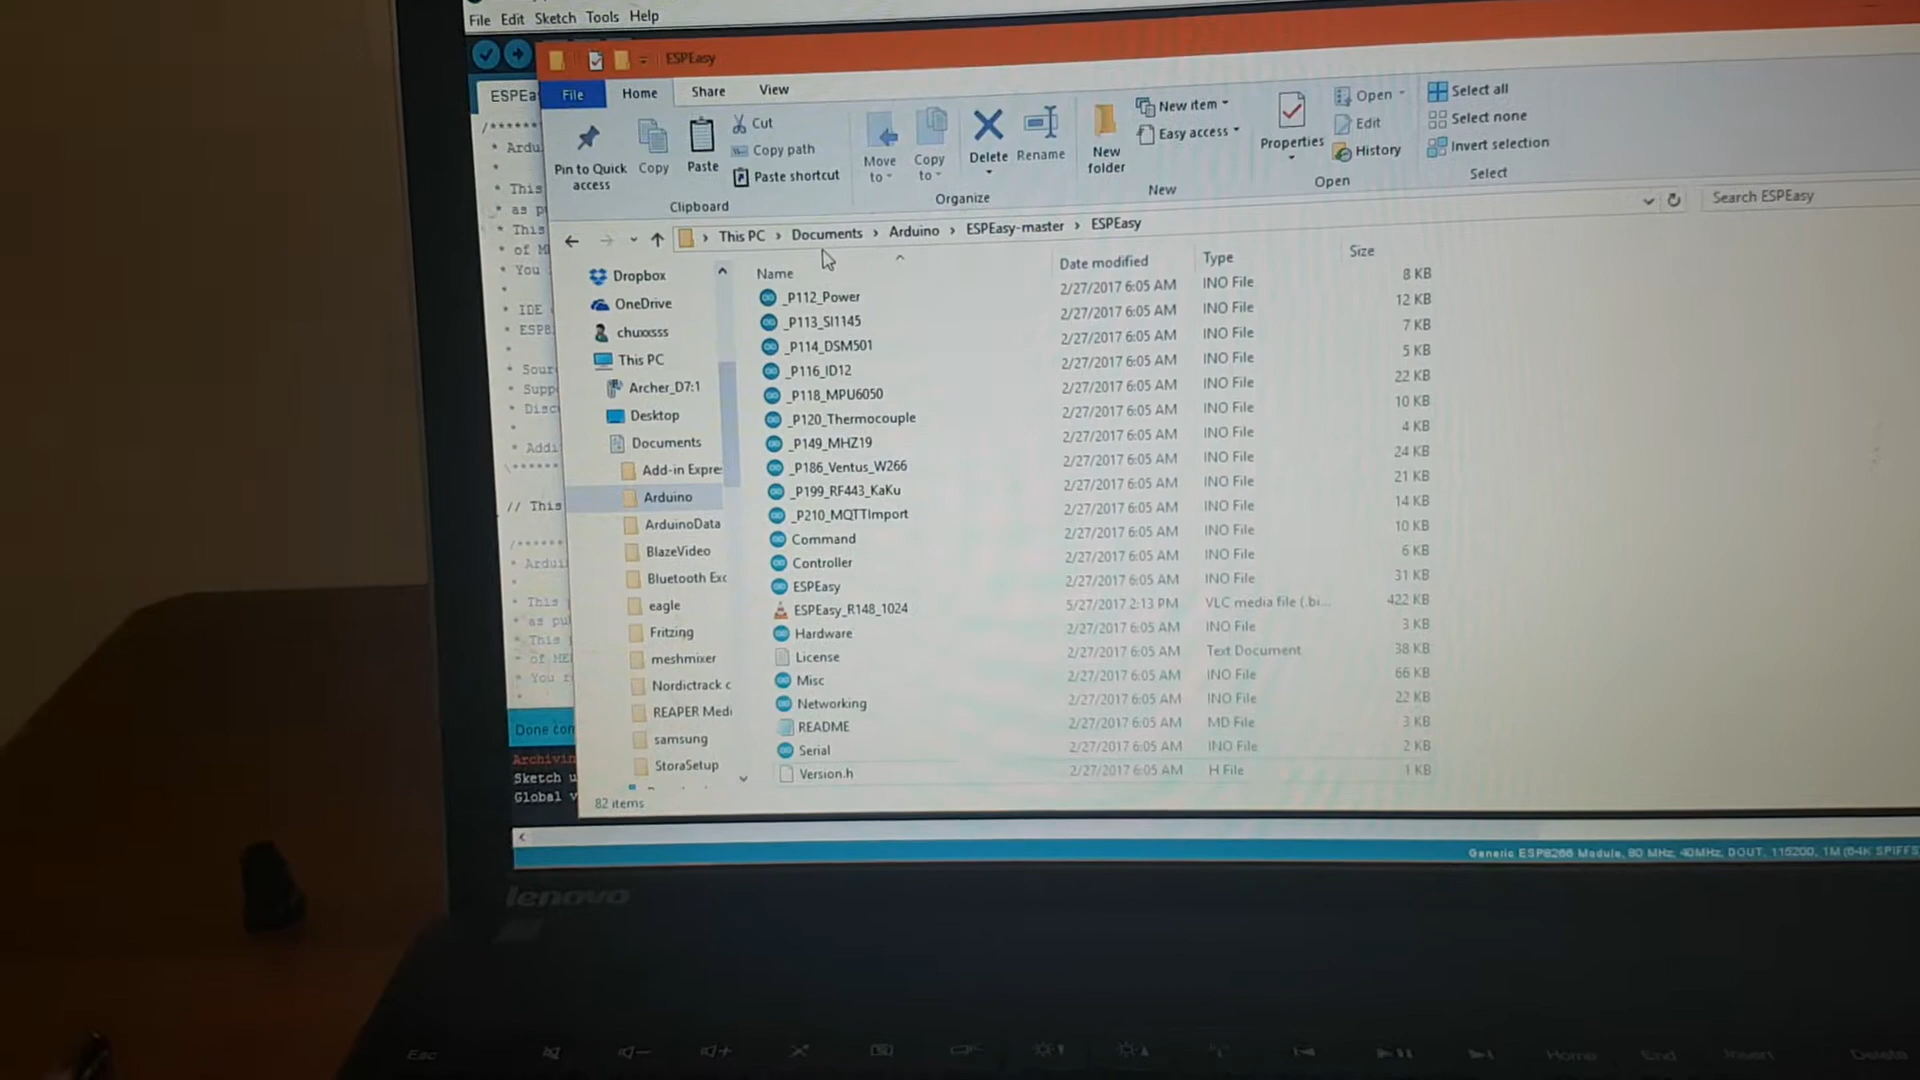 File Edit Sketch Tools Help
ESPEasy
ESPEa
File Home Share View
Pin to Quick access
Copy
Paste
Cut
Copy path
Paste shortcut
Clipboard
Move to
Copy to
Delete
Rename
Organize
New folder
New item
Easy access
New
Properties
Open
Edit
History
Open
Select all
Select none
Invert selection
Select
This PC > Documents > Arduino > ESPEasy-master > ESPEasy
Search ESPEasy
Name Date modified Type Size
_P112_Power 2/27/2017 6:05 AM INO File 8 KB
_P113_SI1145 2/27/2017 6:05 AM INO File 12 KB
_P114_DSM501 2/27/2017 6:05 AM INO File 7 KB
_P116_ID12 2/27/2017 6:05 AM INO File 5 KB
_P118_MPU6050 2/27/2017 6:05 AM INO File 22 KB
_P120_Thermocouple 2/27/2017 6:05 AM INO File 10 KB
_P149_MHZ19 2/27/2017 6:05 AM INO File 4 KB
_P186_Ventus_W266 2/27/2017 6:05 AM INO File 24 KB
_P199_RF443_KaKu 2/27/2017 6:05 AM INO File 21 KB
_P210_MQTTImport 2/27/2017 6:05 AM INO File 14 KB
Command 2/27/2017 6:05 AM INO File 10 KB
Controller 2/27/2017 6:05 AM INO File 6 KB
ESPEasy 2/27/2017 6:05 AM INO File 31 KB
ESPEasy_R148_1024 5/27/2017 2:13 PM VLC media file (.bi... 422 KB
Hardware 2/27/2017 6:05 AM INO File 3 KB
License 2/27/2017 6:05 AM Text Document 38 KB
Misc 2/27/2017 6:05 AM INO File 66 KB
Networking 2/27/2017 6:05 AM INO File 22 KB
README 2/27/2017 6:05 AM MD File 3 KB
Serial 2/27/2017 6:05 AM INO File 2 KB
Version.h 2/27/2017 6:05 AM H File 1 KB
Dropbox
OneDrive
chuxxsss
This PC
Archer_D7:1
Desktop
Documents
Add-in Expre
Arduino
ArduinoData
BlazeVideo
Bluetooth Exc
eagle
Fritzing
meshmixer
Nordictrack c
REAPER Medi
samsung
StoraSetup
82 items
/******
* Ardu
*
* This
* as p
* This
* of M
* You
*
* IDE
* ESP8
*
* Sour
* Supp
* Disc
*
* Addi
\******
// This
/******
* Ardui
*
* This
* as pu
* This
* of ME
* You r
*
Done con
Archivin
Sketch u
Global v
Generic ESP8266 Module, 80 MHz, 40MHz, DOUT, 115200, 1M (64K SPIFFS
lenovo
Esc
Home
End
Insert
Delete